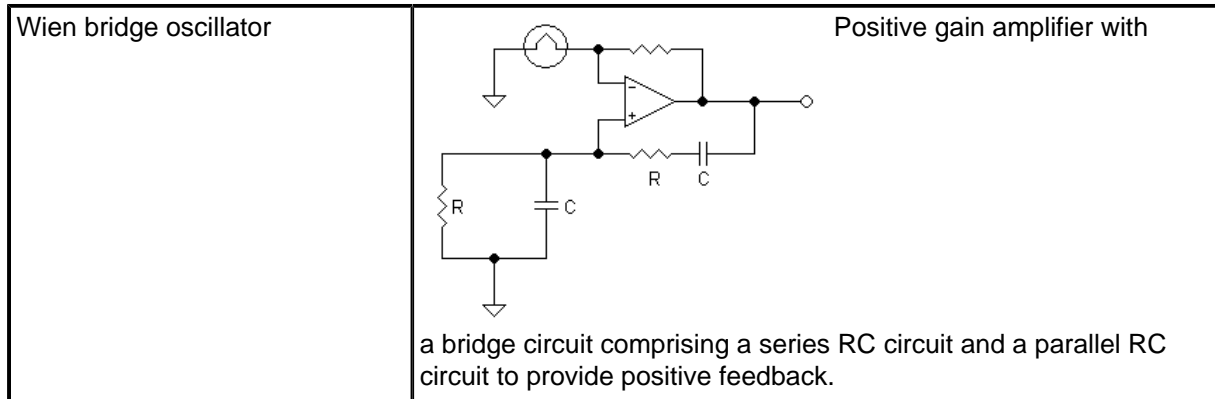 Wien bridge oscillator
Positive gain amplifier with
-
+
R C
R C
a bridge circuit comprising a series RC circuit and a parallel RC
circuit to provide positive feedback.